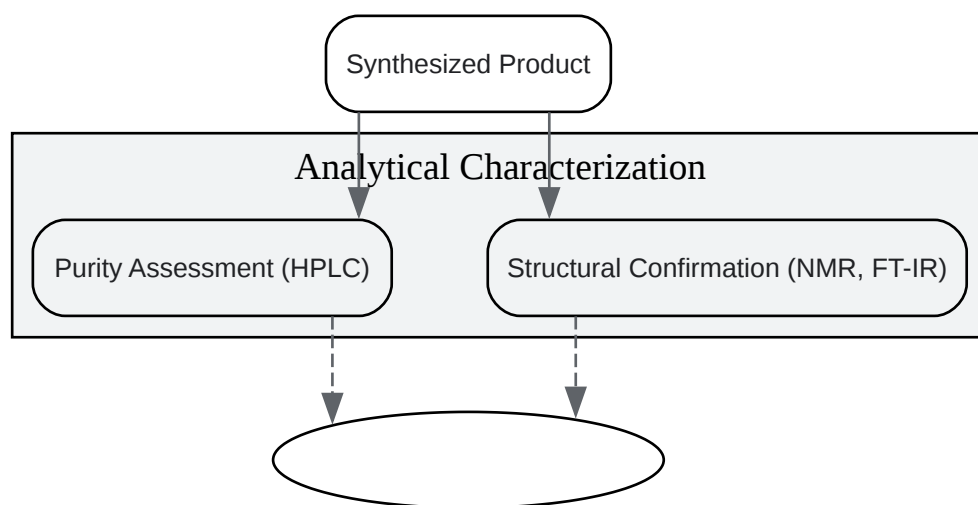 Synthesized Product
Analytical Characterization
Purity Assessment (HPLC)
Structural Confirmation (NMR, FT-IR)